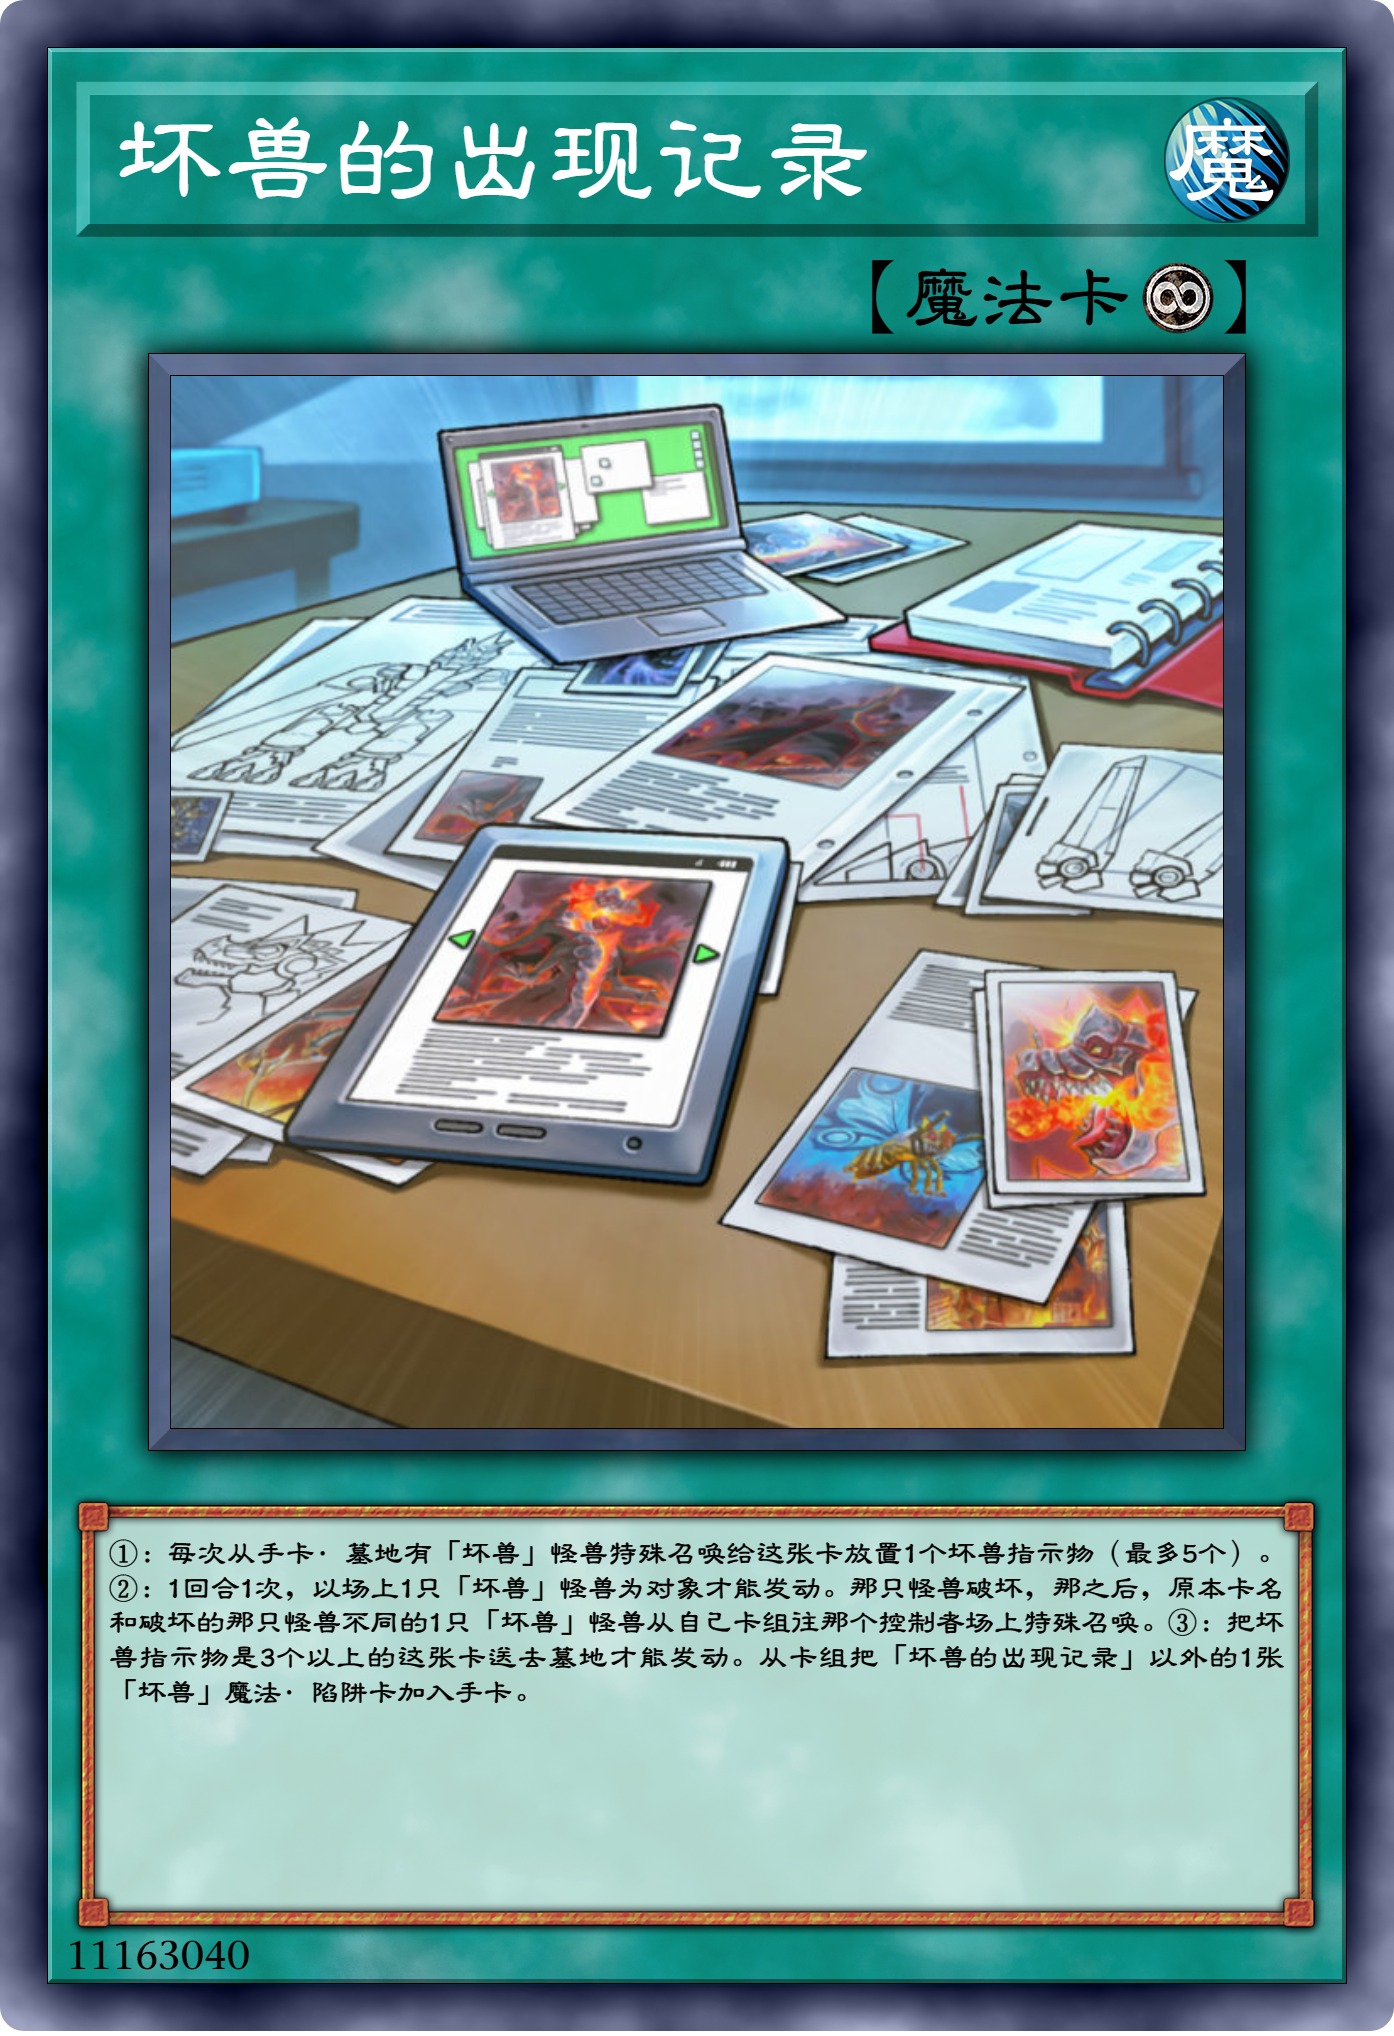 坏兽的出现记录
魔
【魔法卡】
①：每次从手卡·墓地有「坏兽」怪兽特殊召唤给这张卡放置1个坏兽指示物（最多5个）。
②：1回合1次，以场上1只「坏兽」怪兽为对象才能发动。那只怪兽破坏，那之后，原本卡名
和破坏的那只怪兽不同的1只「坏兽」怪兽从自己卡组往那个控制者场上特殊召唤。③：把坏
兽指示物是3个以上的这张卡送去墓地才能发动。从卡组把「坏兽的出现记录」以外的1张
「坏兽」魔法·陷阱卡加入手卡。
11163040